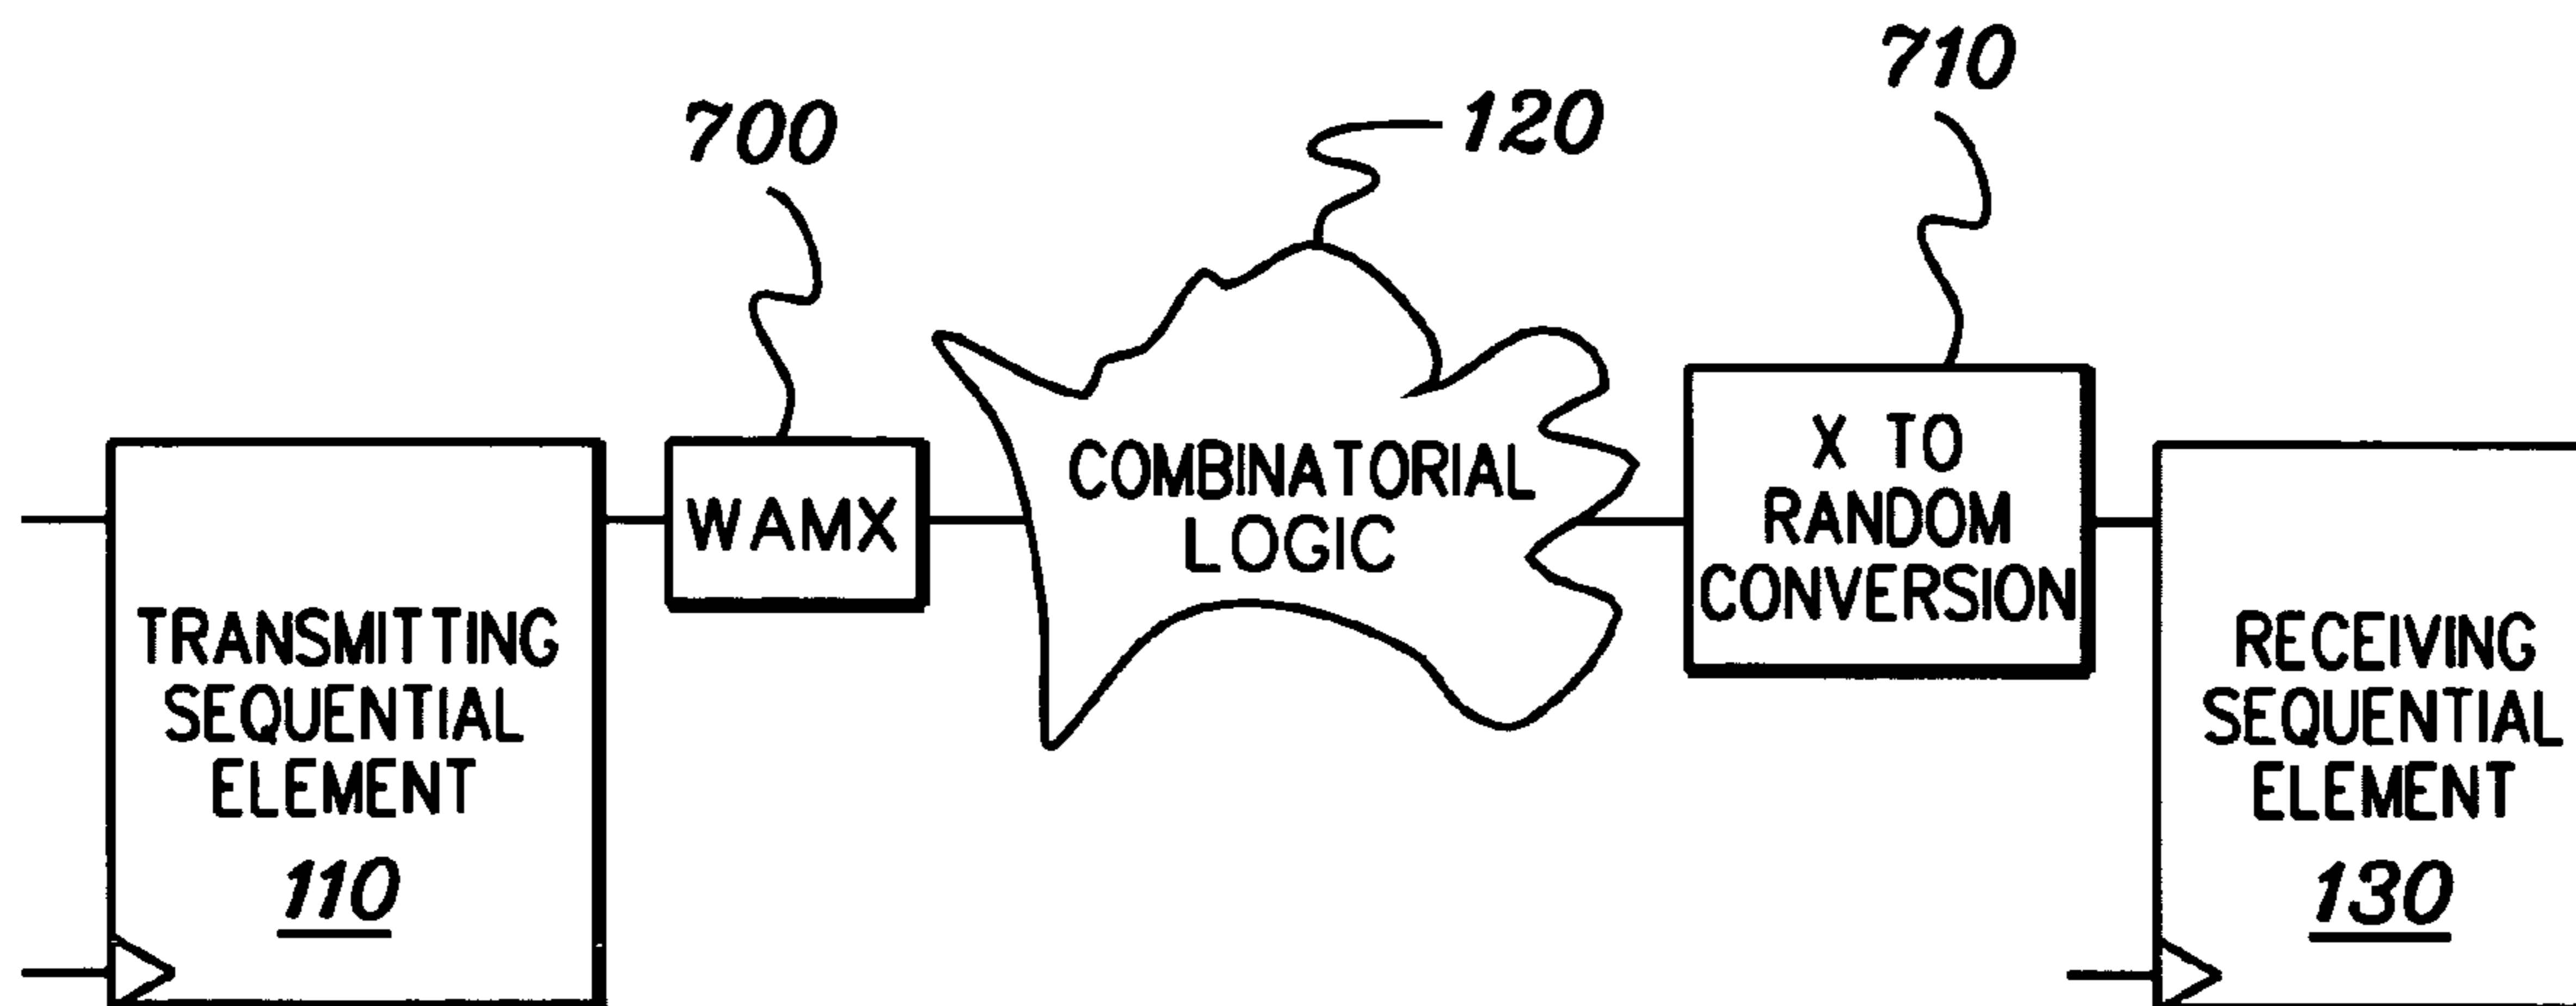 700
120
710
TRANSMITTING
SEQUENTIAL
ELEMENT
110
WAMX
COMBINATORIAL
LOGIC
X TO
RANDOM
CONVERSION
RECEIVING
SEQUENTIAL
ELEMENT
130